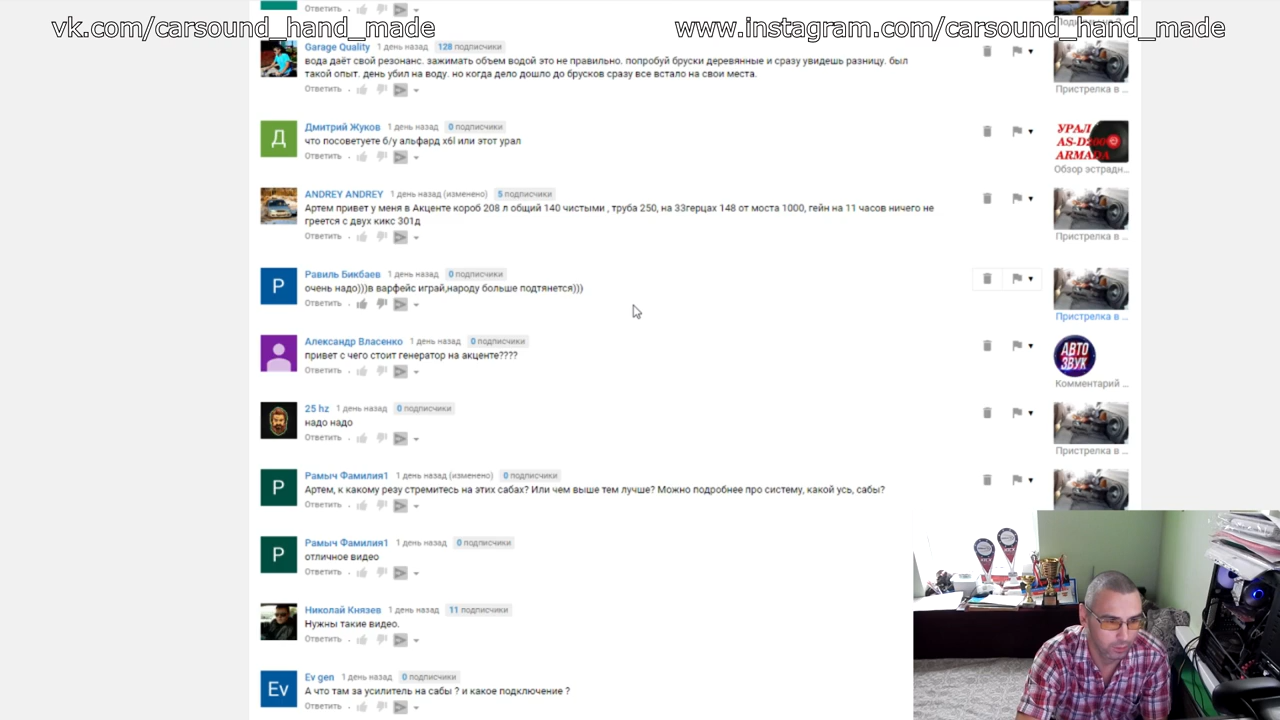 vk.com/carsound_hand_made
www.instagram.com/carsound_hand_made
Garage Quality 1 день назад 128 подписчики
вода даёт свой резонанс. зажимать объем водой это не правильно. попробуй бруски деревянные и сразу увидешь разницу. был
такой опыт. день убил на воду. но когда дело дошло до брусков сразу все встало на свои места.
Ответить
Пристрелка в ...
Д
Дмитрий Жуков 1 день назад 0 подписчики
что посоветуете б/у альфард хбl или этот урал
Ответить
УРАЛ
AS-D200
ARMADA
Обзор эстрадн...
ANDREY ANDREY 1 день назад (изменено) 5 подписчики
Артем привет у меня в Акценте короб 208 л общий 140 чистыми , труба 250, на 33герцах 148 от моста 1000, гейн на 11 часов ничего не
греется с двух кикс 301д
Ответить
Пристрелка в ...
Р
Равиль Бикбаев 1 день назад 0 подписчики
очень надо)))в варфейс играй,народу больше подтянется)))
Ответить
Пристрелка в ...
Александр Власенко 1 день назад 0 подписчики
привет с чего стоит генератор на акценте????
Ответить
АВТО
ЗВУК
Комментарий ...
25 hz 1 день назад 0 подписчики
надо надо
Ответить
Пристрелка в ...
Р
Рамыч Фамилия1 1 день назад (изменено) 0 подписчики
Артем, к какому резу стремитесь на этих сабах? Или чем выше тем лучше? Можно подробнее про систему, какой усь, сабы?
Ответить
Р
Рамыч Фамилия1 1 день назад 0 подписчики
отличное видео
Ответить
Николай Князев 1 день назад 11 подписчики
Нужны такие видео.
Ответить
Ev
Ev gen 1 день назад 0 подписчики
А что там за усилитель на сабы ? и какое подключение ?
Ответить